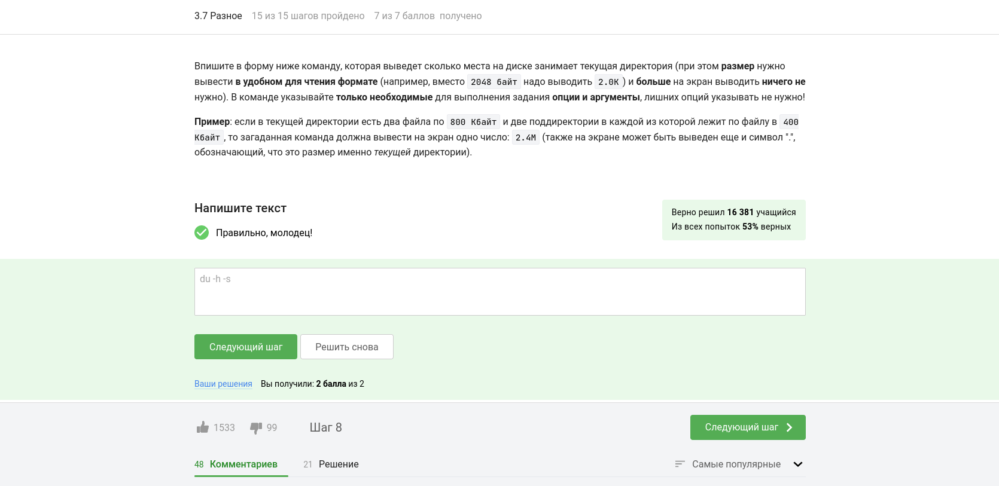 3.7 Разное 15 из 15 шагов пройдено 7 из 7 баллов получено
Впишите в форму ниже команду, которая выведет сколько места на диске занимает текущая директория (при этом размер нужно
вывести в удобном для чтения формате (например, вместо 2048 байт надо выводить 2.0K ) и больше на экран выводить ничего не
нужно). В команде указывайте только необходимые для выполнения задания опции и аргументы, лишних опций указывать не нужно!
Пример: если в текущей директории есть два файла по 800 Кбайт и две поддиректории в каждой из которой лежит по файлу в 400
Кбайт , то загаданная команда должна вывести на экран одно число: 2.4M (также на экране может быть выведен еще и символ ".",
обозначающий, что это размер именно текущей директории).
Напишите текст
Верно решил 16 381 учащийся
Из всех попыток 53% верных
Правильно, молодец!
du -h -s
Следующий шаг Решить снова
Ваши решения Вы получили: 2 балла из 2
1533 99 Шаг 8 Следующий шаг
48 Комментариев 21 Решение Самые популярные